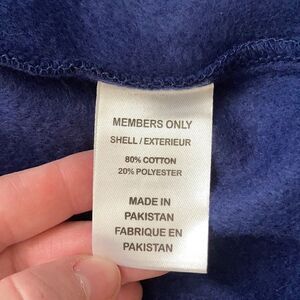 MEMBERS ONLY
SHELL / EXTERIEUR
80% COTTON
20% POLYESTER
MADE IN
PAKISTAN
FABRIQUE EN
PAKISTAN